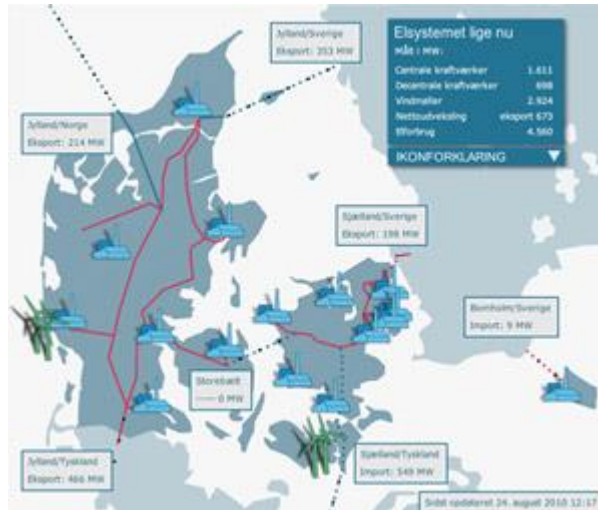 Jylland/Sverige
Eksport: 353 MW
Elsystemet lige nu
Målt i MW:
Centrale kraftværker 1.611
Decentrale kraftværker 698
Vindmøller 2.924
Nettoudveksling eksport 673
Elforbrug 4.560
IKONFORKLARING
Jylland/Norge
Eksport: 214 MW
Sjælland/Sverige
Eksport: 198 MW
Bornholm/Sverige
Import: 9 MW
Storebælt
0 MW
Jylland/Tyskland
Eksport: 466 MW
Sjælland/Tyskland
Import: 549 MW
Sidst opdateret 24. august 2010 12:17